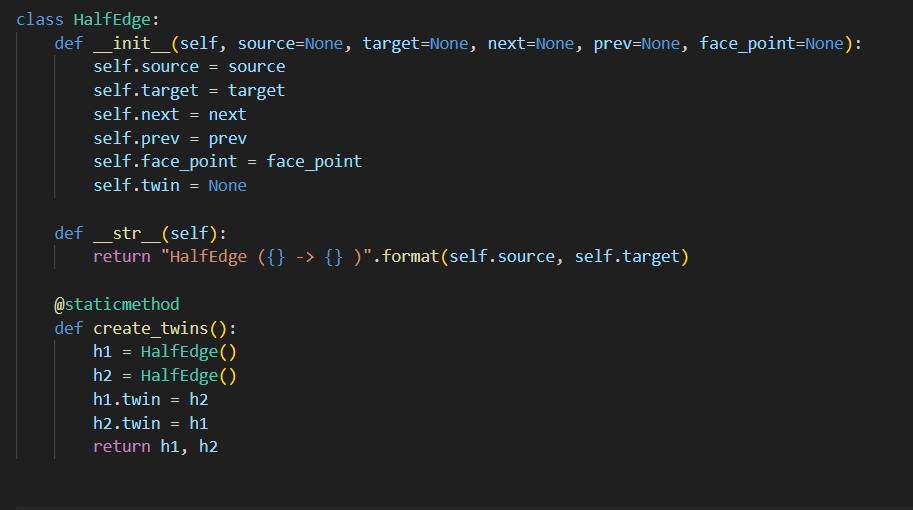 class HalfEdge:
    def __init__(self, source=None, target=None, next=None, prev=None, face_point=None):
        self.source = source
        self.target = target
        self.next = next
        self.prev = prev
        self.face_point = face_point
        self.twin = None

    def __str__(self):
        return "HalfEdge ({} -> {} )".format(self.source, self.target)

    @staticmethod
    def create_twins():
        h1 = HalfEdge()
        h2 = HalfEdge()
        h1.twin = h2
        h2.twin = h1
        return h1, h2